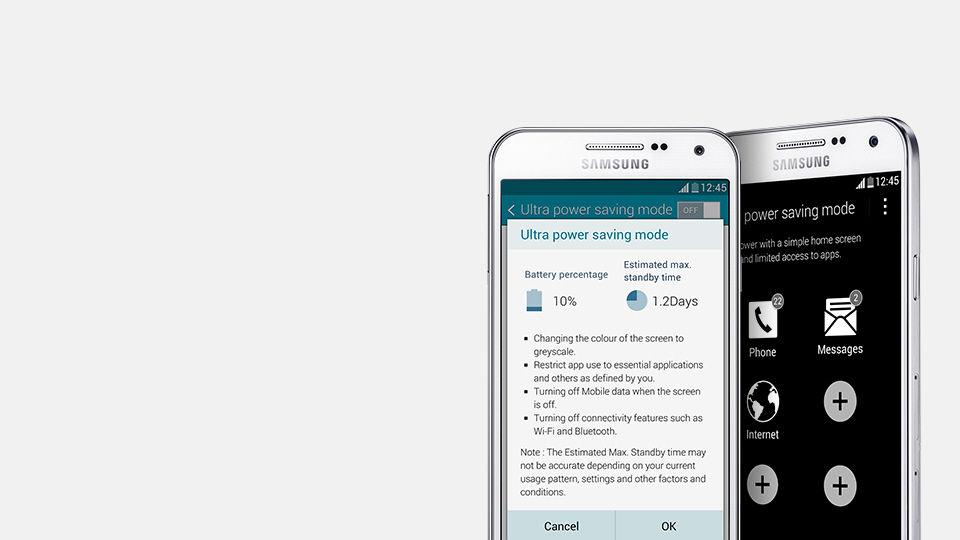 SAMSUNG
12:45
Ultra power saving mode OFF
Ultra power saving mode
Battery percentage
Estimated max.
standby time
10%
1.2Days
Changing the colour of the screen to
greyscale.
Restrict app use to essential applications
and others as defined by you.
Turning off Mobile data when the screen
is off.
Turning off connectivity features such as
Wi-Fi and Bluetooth.
Note : The Estimated Max. Standby time may
not be accurate depending on your current
usage pattern, settings and other factors and
conditions.
Cancel OK
SAMSUNG
12:45
power saving mode
with a simple home screen
and limited access to apps.
22
2
Phone
Messages
Internet